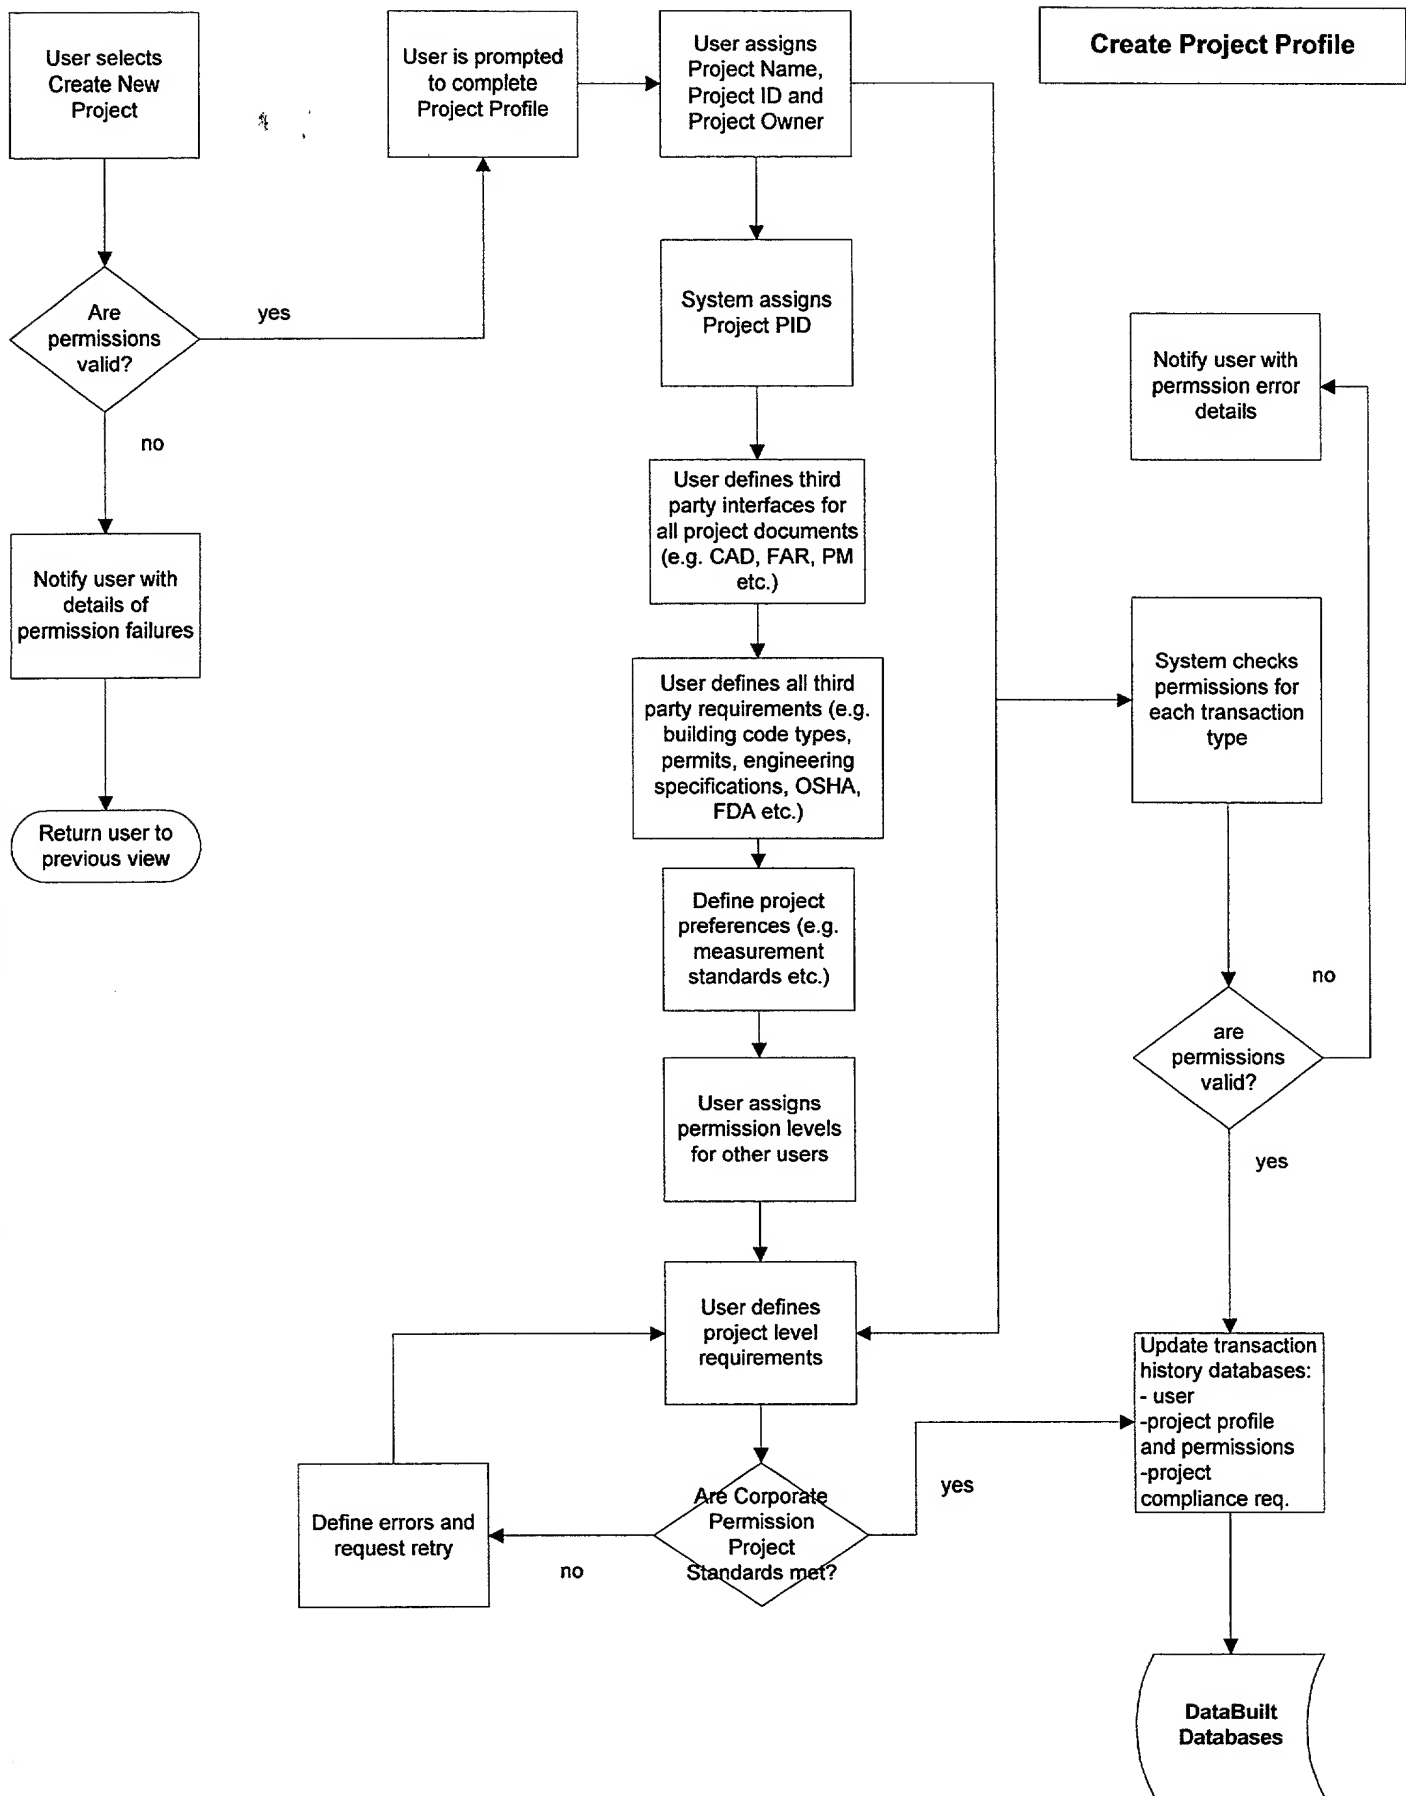 Create Project Profile
User selects
Create New
Project
Are
permissions
valid?
yes
no
Notify user with
details of
permission failures
Return user to
previous view
User is prompted
to complete
Project Profile
User assigns
Project Name,
Project ID and
Project Owner
System assigns
Project PID
User defines third
party interfaces for
all project documents
(e.g. CAD, FAR, PM
etc.)
User defines all third
party requirements (e.g.
building code types,
permits, engineering
specifications, OSHA,
FDA etc.)
Define project
preferences (e.g.
measurement
standards etc.)
User assigns
permission levels
for other users
User defines
project level
requirements
Are Corporate
Permission
Project
Standards met?
no
yes
Define errors and
request retry
Notify user with
permssion error
details
System checks
permissions for
each transaction
type
are
permissions
valid?
no
yes
Update transaction
history databases:
- user
-project profile
and permissions
-project
compliance req.
DataBuilt
Databases